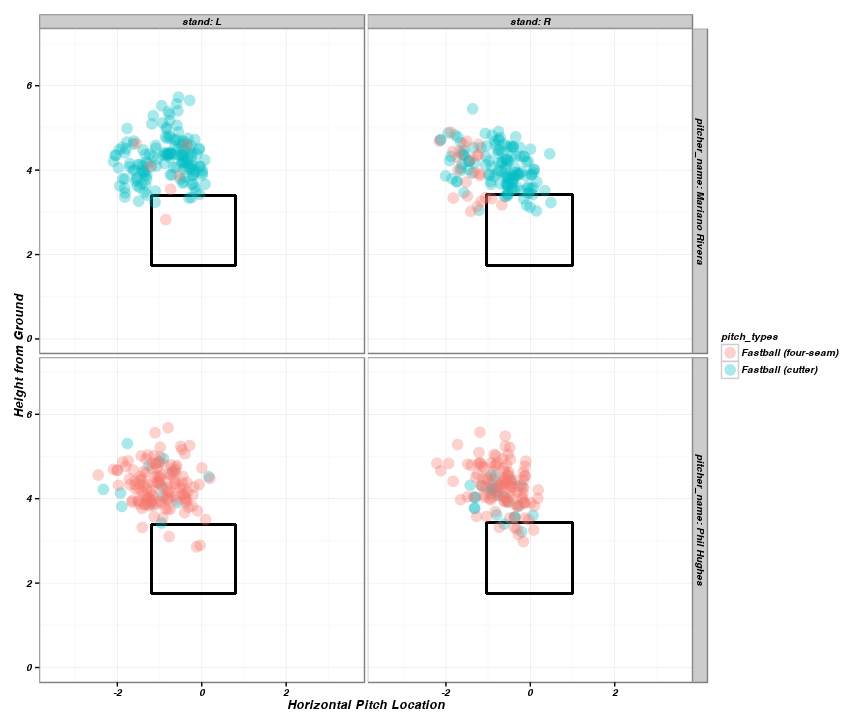 stand: L
stand: R
6
4
2
0
pitcher_name: Mariano Rivera
6
4
2
0
pitcher_name: Phil Hughes
-2
0
2
-2
0
2
Horizontal Pitch Location
Height from Ground
pitch_types
Fastball (four-seam)
Fastball (cutter)